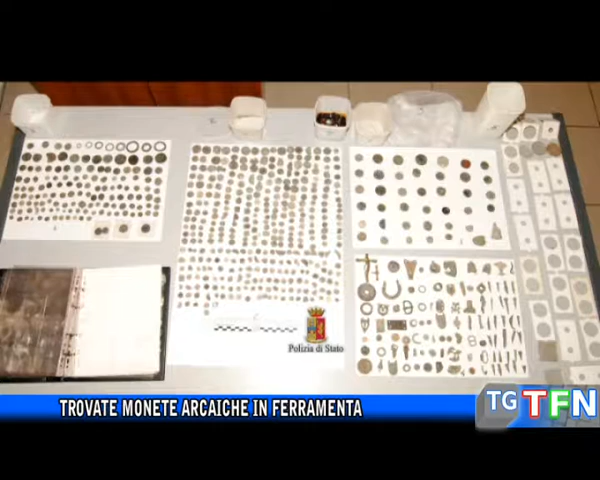 Polizia di Stato
TROVATE MONETE ARCAICHE IN FERRAMENTA
TG TFN